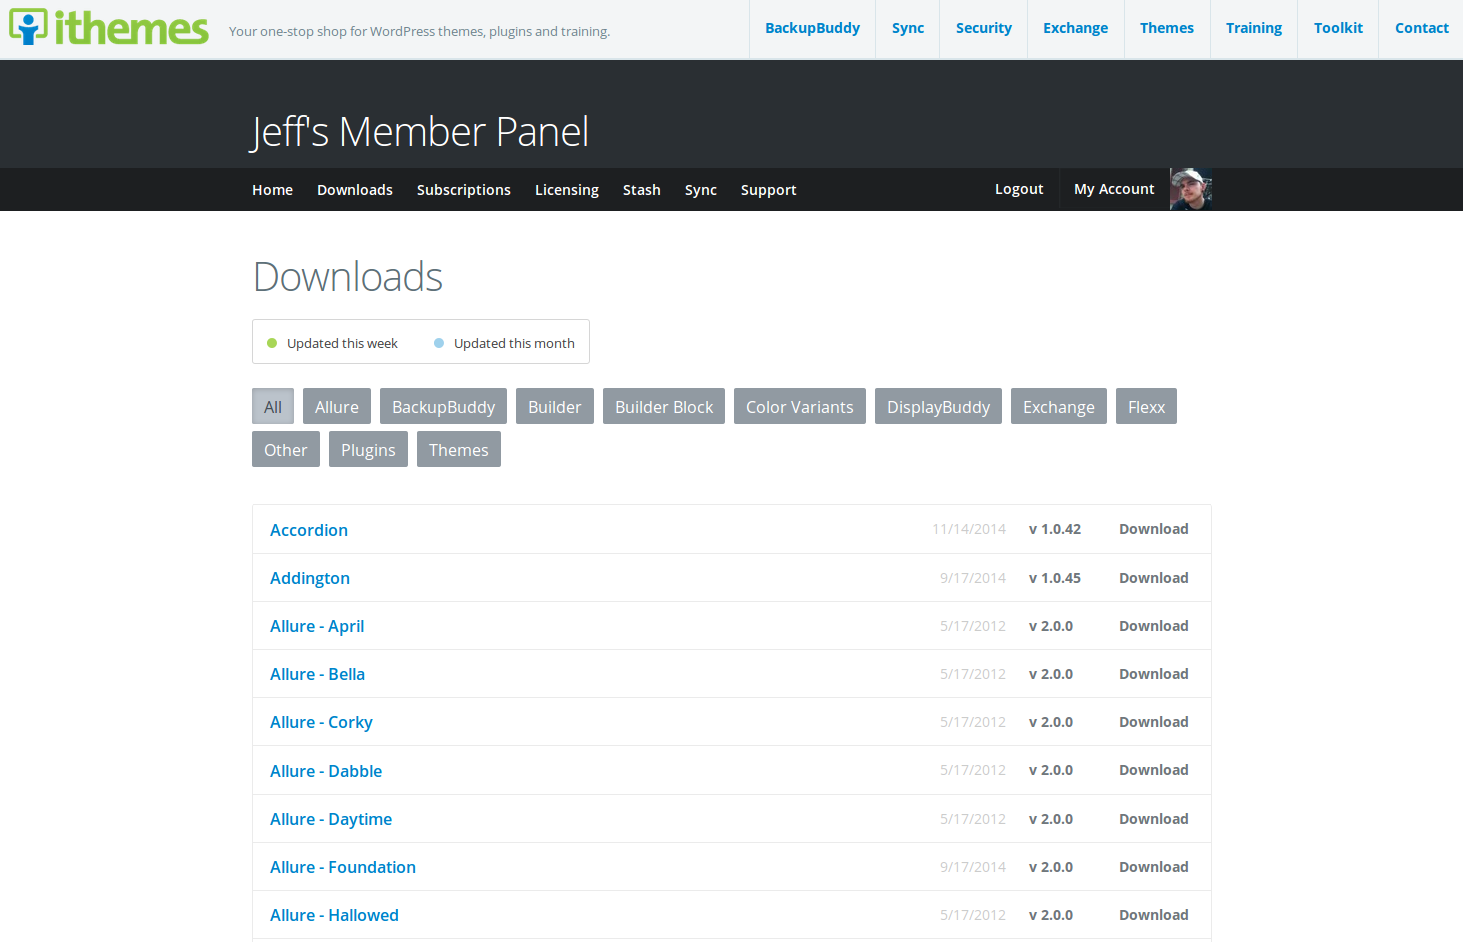 ithemes Your one-stop shop for WordPress themes, plugins and training. BackupBuddy Sync Security Exchange Themes Training Toolkit Contact
Jeff's Member Panel
Home Downloads Subscriptions Licensing Stash Sync Support Logout My Account
Downloads
Updated this week Updated this month
All Allure BackupBuddy Builder Builder Block Color Variants DisplayBuddy Exchange Flexx
Other Plugins Themes
Accordion 11/14/2014 v 1.0.42 Download
Addington 9/17/2014 v 1.0.45 Download
Allure - April 5/17/2012 v 2.0.0 Download
Allure - Bella 5/17/2012 v 2.0.0 Download
Allure - Corky 5/17/2012 v 2.0.0 Download
Allure - Dabble 5/17/2012 v 2.0.0 Download
Allure - Daytime 5/17/2012 v 2.0.0 Download
Allure - Foundation 9/17/2014 v 2.0.0 Download
Allure - Hallowed 5/17/2012 v 2.0.0 Download